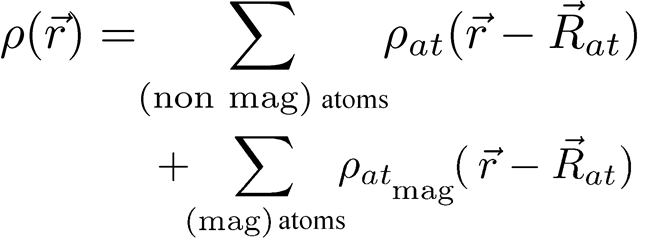 ρ(r⃗) = ∑ ρ_{at}(r⃗ − R⃗_{at})
(non mag) atoms
+ ∑ ρ_{at_{mag}}( r⃗ − R⃗_{at})
(mag) atoms